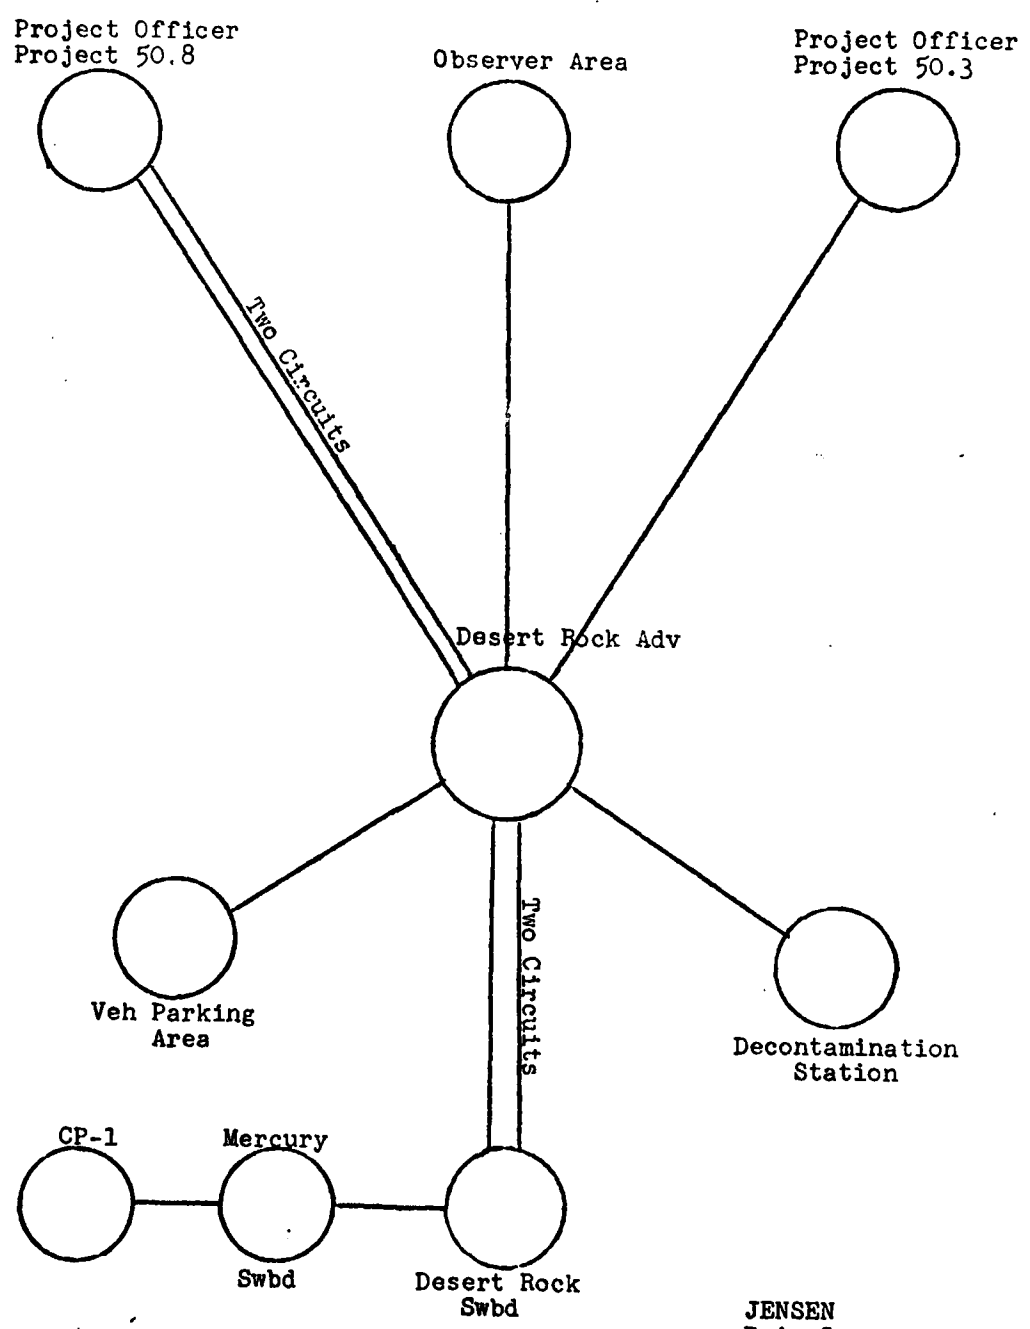 Project Officer
Project 50.8
Observer Area
Project Officer
Project 50.3
Two Circuits
Desert Rock Adv
Two Circuits
Veh Parking
Area
Decontamination
Station
CP-1
Mercury
Swbd
Desert Rock
Swbd
JENSEN